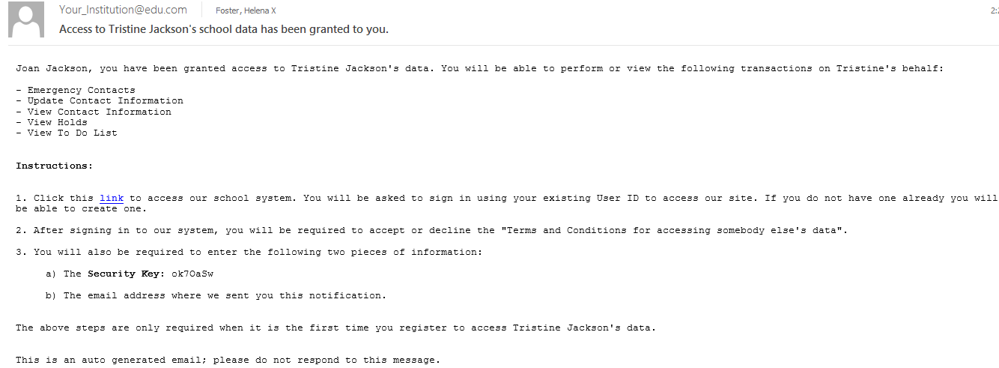 Your_Institution@edu.com Foster, Helena X
Access to Tristine Jackson's school data has been granted to you.
Joan Jackson, you have been granted access to Tristine Jackson's data. You will be able to perform or view the following transactions on Tristine's behalf:
- Emergency Contacts
- Update Contact Information
- View Contact Information
- View Holds
- View To Do List
Instructions:
1. Click this link to access our school system. You will be asked to sign in using your existing User ID to access our site. If you do not have one already you will
be able to create one.
2. After signing in to our system, you will be required to accept or decline the "Terms and Conditions for accessing somebody else's data".
3. You will also be required to enter the following two pieces of information:
a) The Security Key: ok7OaSw
b) The email address where we sent you this notification.
The above steps are only required when it is the first time you register to access Tristine Jackson's data.
This is an auto generated email; please do not respond to this message.